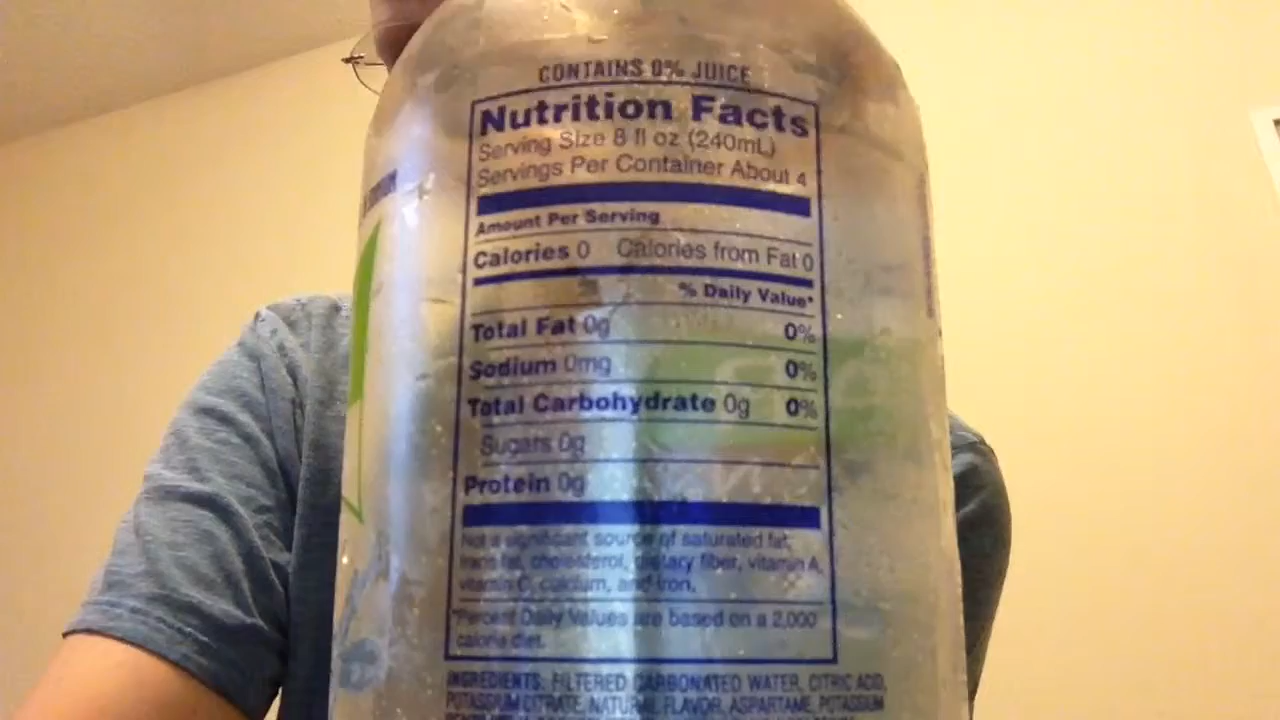 CONTAINS 0% JUICE
Nutrition Facts
Serving Size 8 fl oz (240mL)
Servings Per Container About 4
Amount Per Serving
Calories 0 Calories from Fat 0
% Daily Value*
Total Fat 0g 0%
Sodium 0mg 0%
Total Carbohydrate 0g 0%
Sugars 0g
Protein 0g
Not a significant source of saturated fat,
trans fat, cholesterol, dietary fiber, vitamin A,
vitamin C, calcium, and iron.
*Percent Daily Values are based on a 2,000
calorie diet.
INGREDIENTS: FILTERED CARBONATED WATER, CITRIC ACID,
POTASSIUM CITRATE, NATURAL FLAVOR, ASPARTAME, POTASSIUM